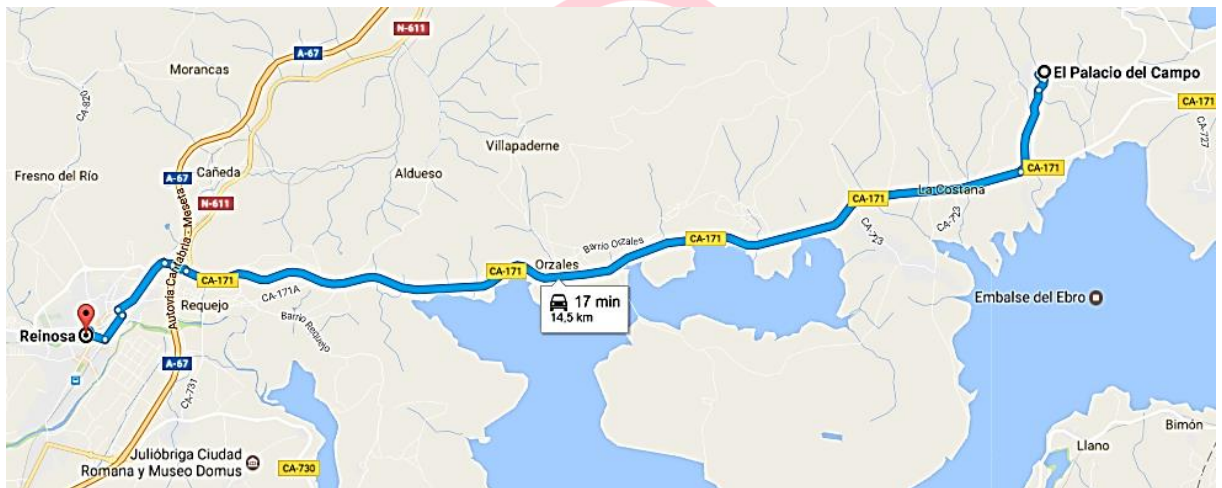 N-611
A-67
Morancas
CA-820
El Palacio del Campo
CA-171
CA-727
Villapaderne
Fresno del Río
A-67
Cañeda
Aldueso
CA-171
La Costana
CA-171
N-611
CA-723
CA-723
Autovía Cantabria - Meseta
Barrio Orzales
CA-171
Orzales
CA-171
CA-171
CA-171A
Requejo
Barrio Requejo
17 min
14,5 km
Embalse del Ebro
Reinosa
A-67
CA-731
Bimón
Llano
Julióbriga Ciudad
Romana y Museo Domus
CA-730